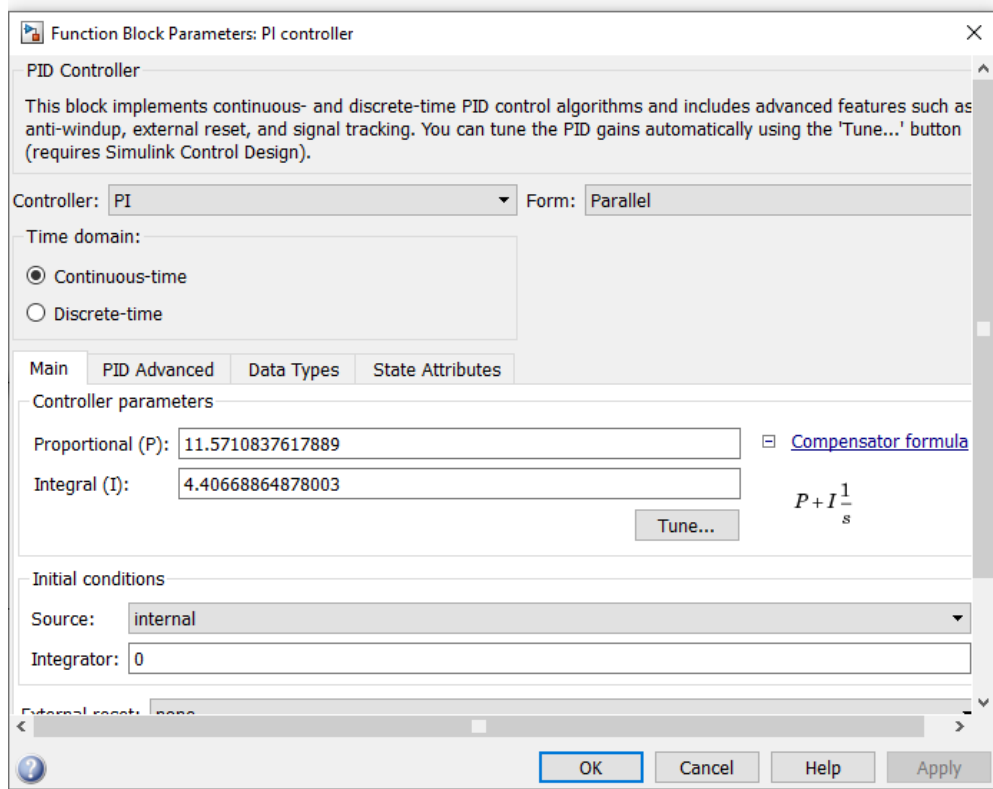 Function Block Parameters: PI controller
PID Controller
This block implements continuous- and discrete-time PID control algorithms and includes advanced features such as
anti-windup, external reset, and signal tracking. You can tune the PID gains automatically using the 'Tune...' button
(requires Simulink Control Design).
Controller: PI Form: Parallel
Time domain:
Continuous-time
Discrete-time
Main PID Advanced Data Types State Attributes
Controller parameters
Proportional (P): 11.5710837617889 Compensator formula
Integral (I): 4.40668864878003
P + I 1/s
Tune...
Initial conditions
Source: internal
Integrator: 0
External reset: none
OK Cancel Help Apply